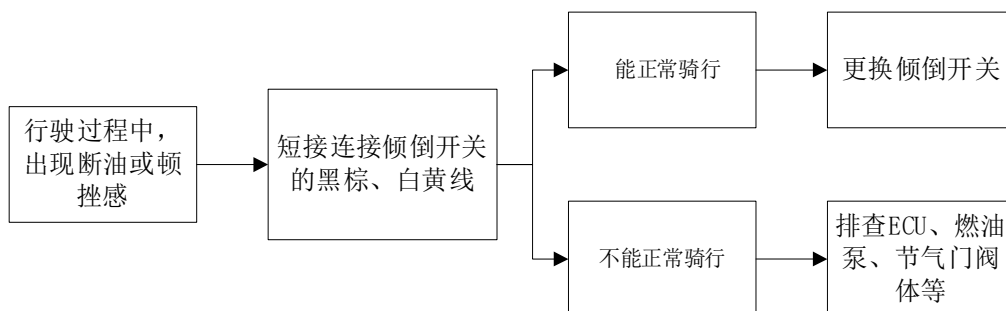 行驶过程中，
出现断油或顿
挫感
短接连接倾倒开关
的黑棕、白黄线
能正常骑行
更换倾倒开关
不能正常骑行
排查ECU、燃油
泵、节气门阀
体等